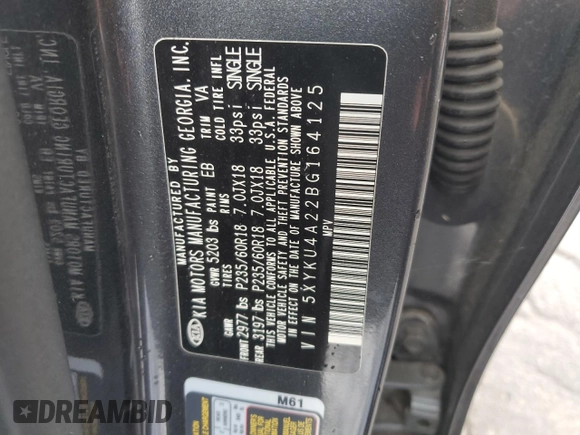 MANUFACTURED BY
KIA MOTORS MANUFACTURING GEORGIA, INC.
GVWR 5203 lbs PAINT EB TRIM VA
GAWR TIRES RIMS COLD TIRE INFL
FRONT 2977 lbs P235/60R18 7.0JX18 33psi SINGLE
REAR 3197 lbs P235/60R18 7.0JX18 33psi SINGLE
THIS VEHICLE CONFORMS TO ALL APPLICABLE U.S.A. FEDERAL
MOTOR VEHICLE SAFETY AND THEFT PREVENTION STANDARDS
IN EFFECT ON THE DATE OF MANUFACTURE SHOWN ABOVE.
VIN 5XYKU4A22BG164125
MPV
M61
DREAMBID